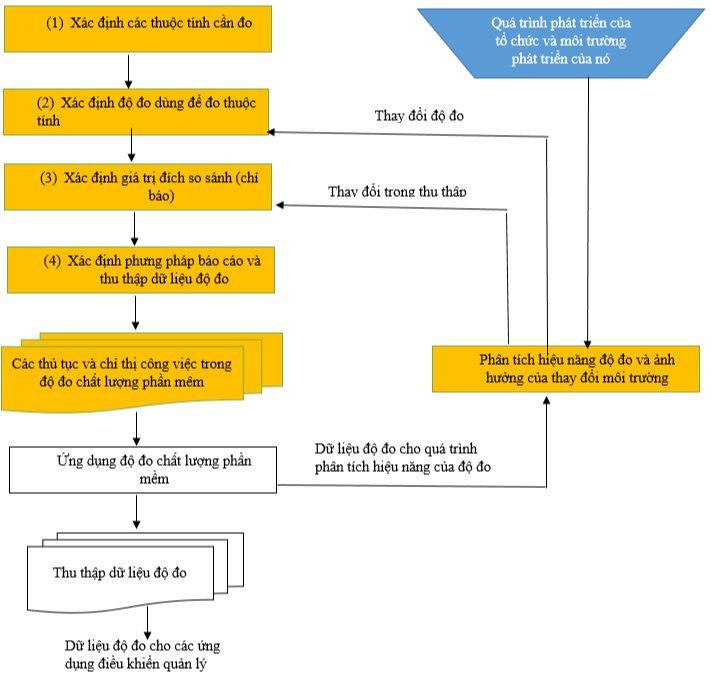 (1) Xác định các thuộc tính cần đo
Quá trình phát triển của
tổ chức và môi trường
phát triển của nó
(2) Xác định độ đo dùng để đo thuộc
tính
Thay đổi độ đo
(3) Xác định giá trị đích so sánh (chỉ
báo)
Thay đổi trong thu thập
(4) Xác định phưng pháp báo cáo và
thu thập dữ liệu độ đo
Các thủ tục và chỉ thị công việc trong
độ đo chất lượng phần mêm
Phân tích hiệu năng độ đo và ảnh
hưởng của thay đổi môi trường
Ứng dụng độ đo chất lượng phần
mềm
Dữ liệu độ đo cho quá trình
phân tích hiệu năng của độ đo
Thu thập dữ liệu độ đo
Dữ liệu độ đo cho các ứng
dụng điều khiển quản lý